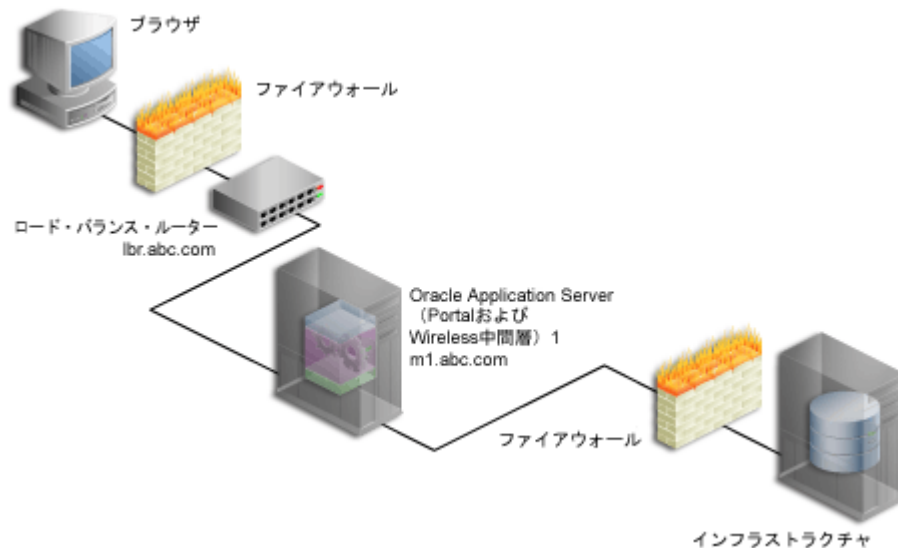 ブラウザ
ファイアウォール
ロード・バランス・ルーター
lbr.abc.com
Oracle Application Server
（Portalおよび
Wireless中間層）1
m1.abc.com
ファイアウォール
インフラストラクチャ